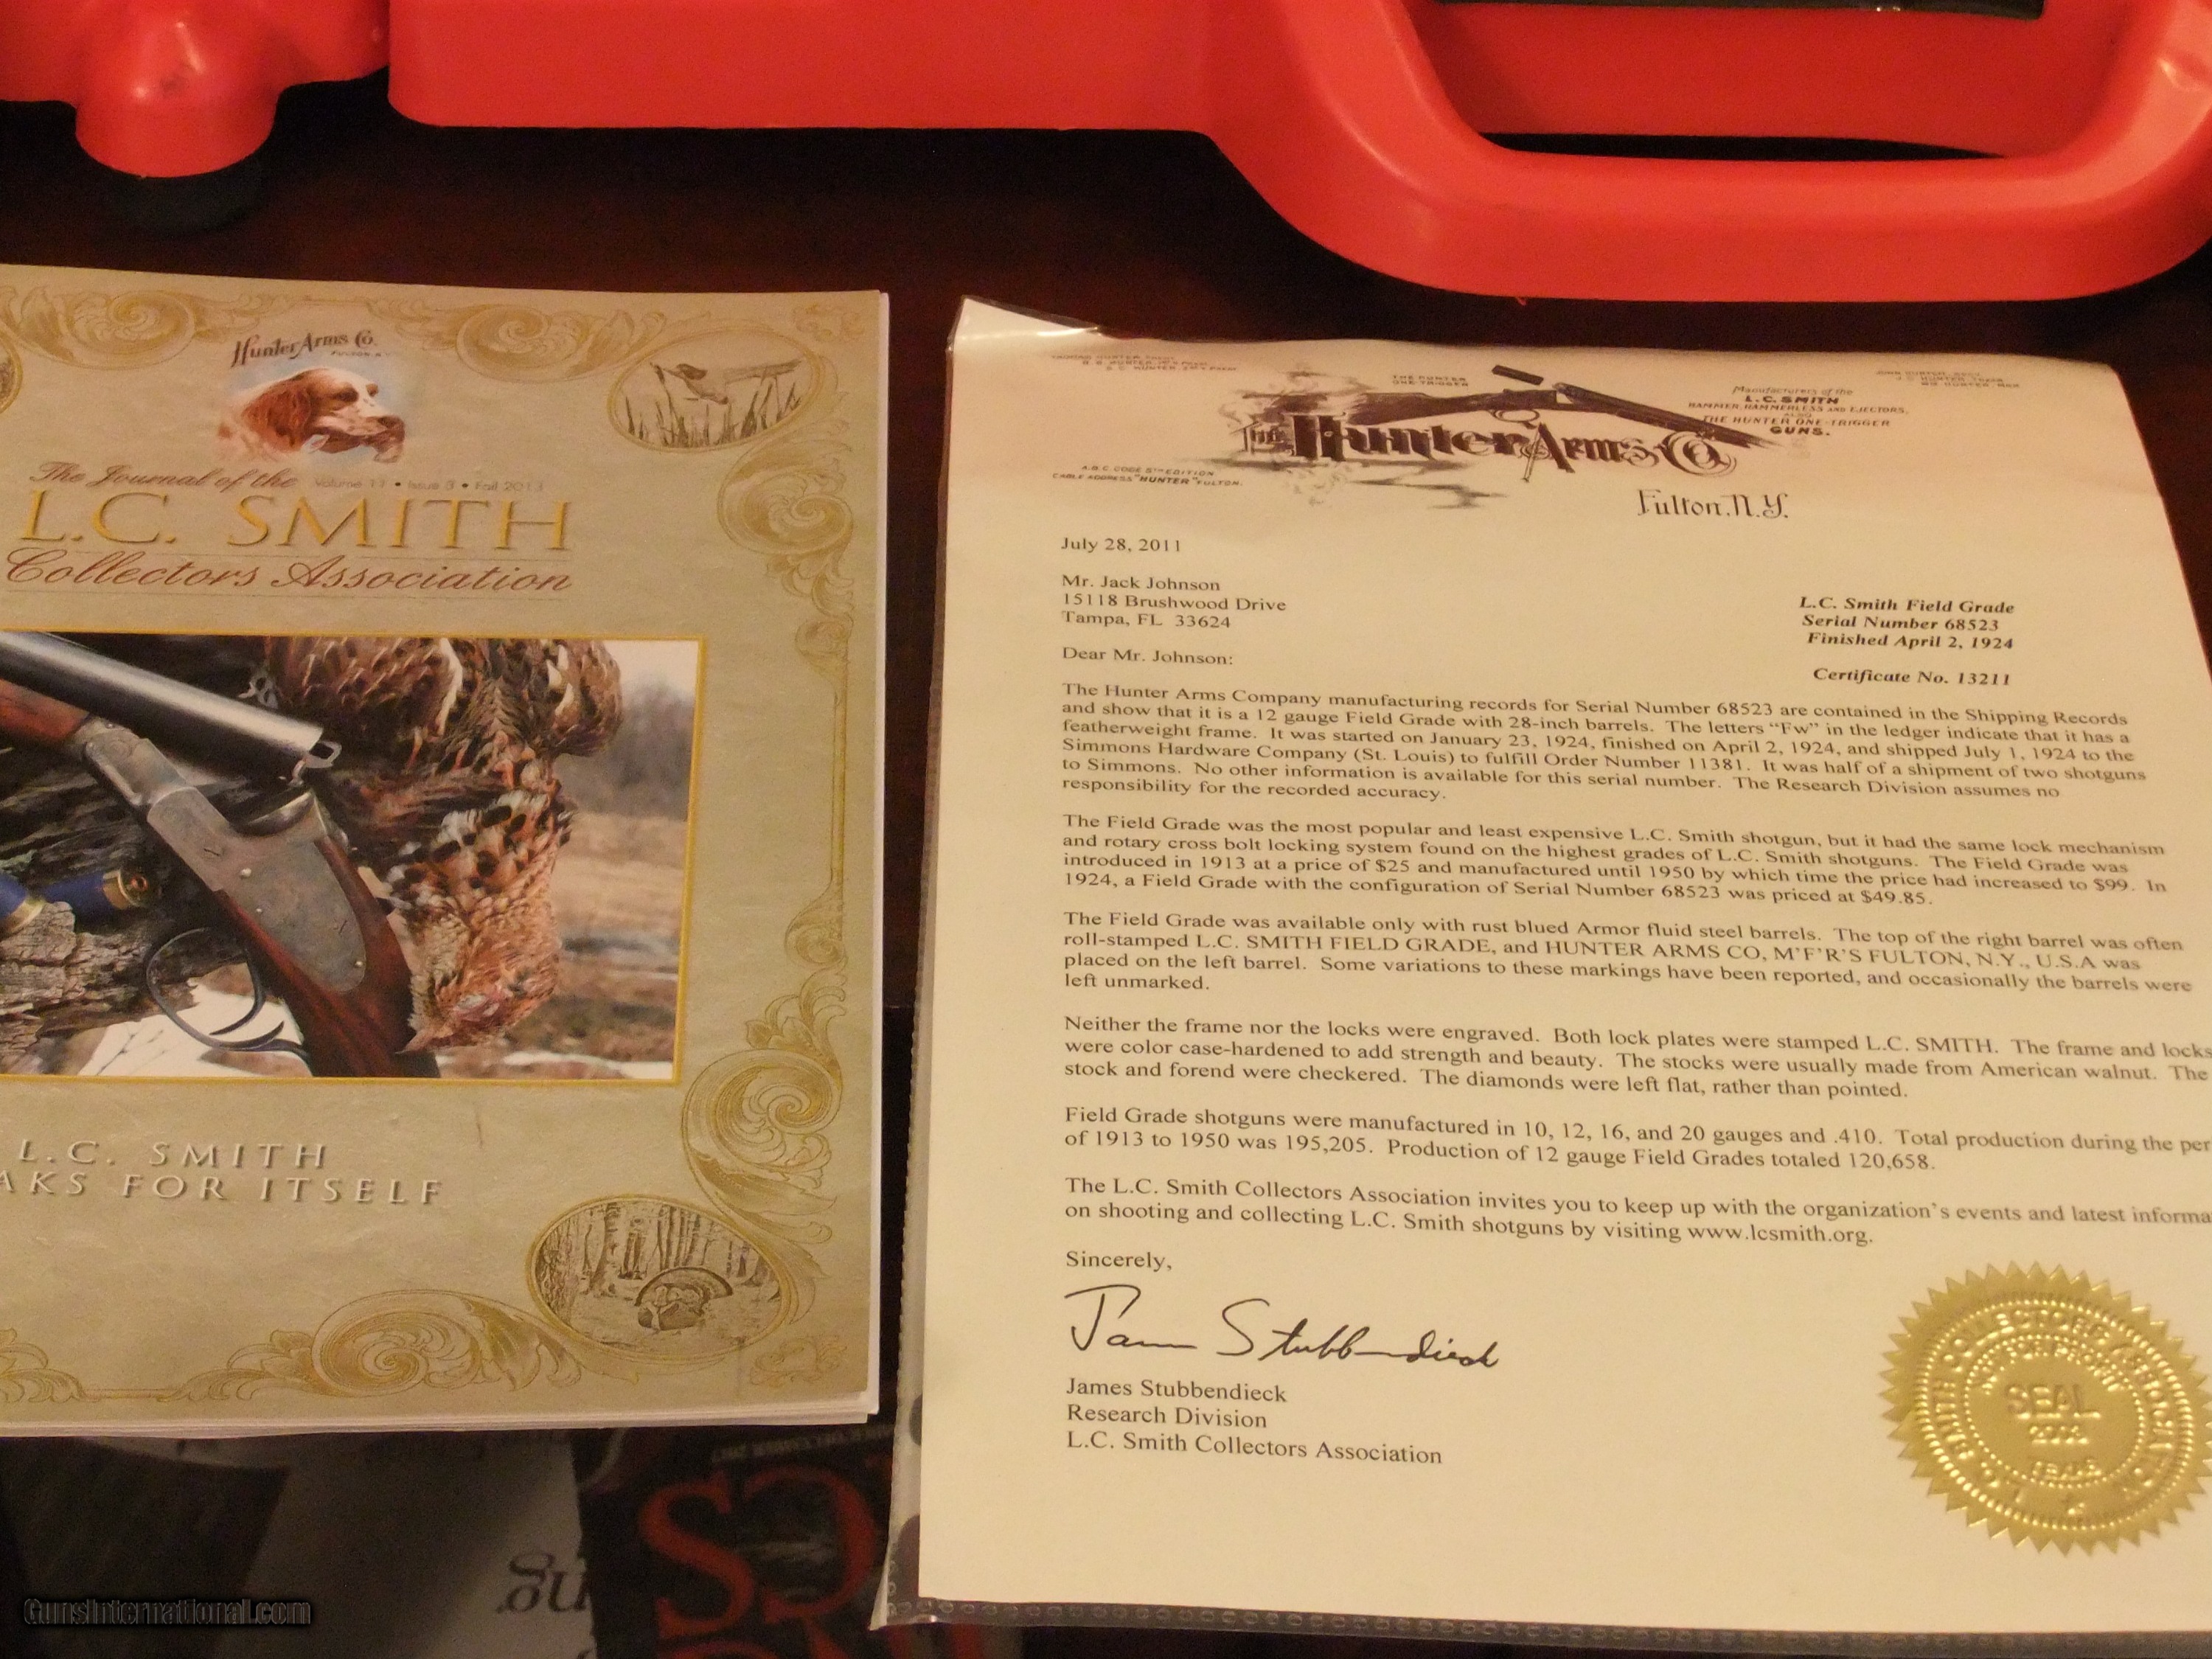 Hunter Arms Co.
FULTON, N.Y.
The Journal of the
Volume 17 • Issue 3 • Fall 2011
L.C. SMITH
Collectors Association
L.C. SMITH
AKS FOR ITSELF
THE HUNTER
ONE-TRIGGER
Manufacturers of the
L.C. SMITH
HAMMER, HAMMERLESS AND EJECTORS,
ALSO
THE HUNTER ONE-TRIGGER
GUNS.
The Hunter Arms Co.
A.B.C. CODE 5TH EDITION
CABLE ADDRESS "HUNTER" FULTON.
Fulton, N.Y.
July 28, 2011
Mr. Jack Johnson
15118 Brushwood Drive
Tampa, FL 33624
L.C. Smith Field Grade
Serial Number 68523
Finished April 2, 1924
Certificate No. 13211
Dear Mr. Johnson:
The Hunter Arms Company manufacturing records for Serial Number 68523 are contained in the Shipping Records
and show that it is a 12 gauge Field Grade with 28-inch barrels. The letters "Fw" in the ledger indicate that it has a
featherweight frame. It was started on January 23, 1924, finished on April 2, 1924, and shipped July 1, 1924 to the
Simmons Hardware Company (St. Louis) to fulfill Order Number 11381. It was half of a shipment of two shotguns
to Simmons. No other information is available for this serial number. The Research Division assumes no
responsibility for the recorded accuracy.
The Field Grade was the most popular and least expensive L.C. Smith shotgun, but it had the same lock mechanism
and rotary cross bolt locking system found on the highest grades of L.C. Smith shotguns. The Field Grade was
introduced in 1913 at a price of $25 and manufactured until 1950 by which time the price had increased to $99. In
1924, a Field Grade with the configuration of Serial Number 68523 was priced at $49.85.
The Field Grade was available only with rust blued Armor fluid steel barrels. The top of the right barrel was often
roll-stamped L.C. SMITH FIELD GRADE, and HUNTER ARMS CO, M'F'R'S FULTON, N.Y., U.S.A was
placed on the left barrel. Some variations to these markings have been reported, and occasionally the barrels were
left unmarked.
Neither the frame nor the locks were engraved. Both lock plates were stamped L.C. SMITH. The frame and locks
were color case-hardened to add strength and beauty. The stocks were usually made from American walnut. The
stock and forend were checkered. The diamonds were left flat, rather than pointed.
Field Grade shotguns were manufactured in 10, 12, 16, and 20 gauges and .410. Total production during the per
of 1913 to 1950 was 195,205. Production of 12 gauge Field Grades totaled 120,658.
The L.C. Smith Collectors Association invites you to keep up with the organization's events and latest informa
on shooting and collecting L.C. Smith shotguns by visiting www.lcsmith.org.
Sincerely,
James Stubbendieck
James Stubbendieck
Research Division
L.C. Smith Collectors Association
SMITH COLLECTORS ASSOCIATION
NOT FOR PROFIT
SEAL
TEXAS
GunsInternational.com